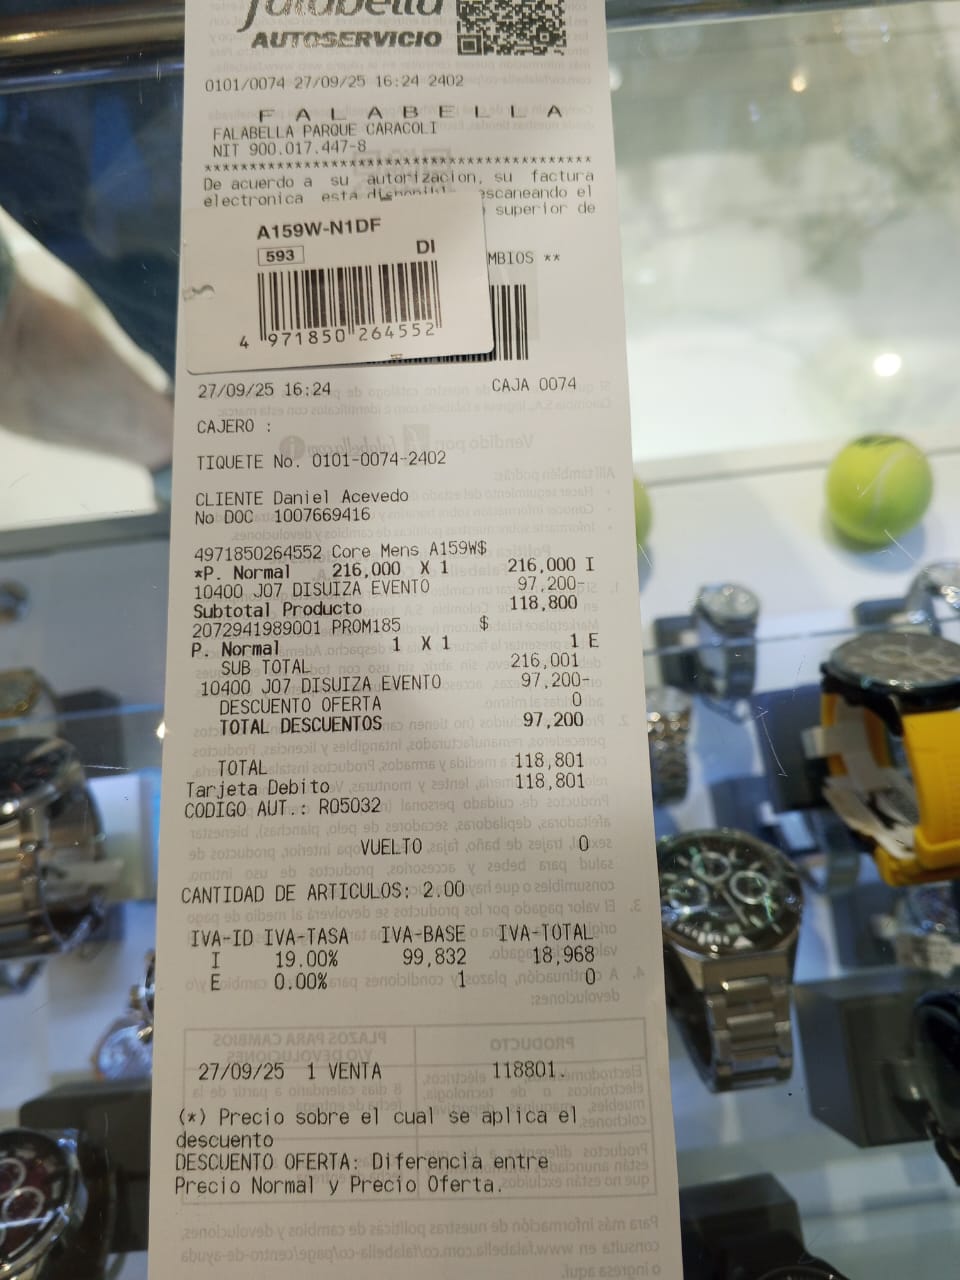 falabella
AUTOSERVICIO
0101/0074 27/09/25 16:24 2402
F A L A B E L L A
FALABELLA PARQUE CARACOLI
NIT 900.017.447-8
******************************************
De acuerdo a su autorizacion, su factura
electronica esta disponible escaneando el
superior de
A159W-N1DF
593 DI
MBIOS **
4 971850 264552
27/09/25 16:24 CAJA 0074
CAJERO :
TIQUETE No. 0101-0074-2402
CLIENTE Daniel Acevedo
No DOC 1007669416
4971850264552 Core Mens A159W$
*P. Normal 216,000 X 1 216,000 I
10400 J07 DISUIZA EVENTO 97.200-
Subtotal Producto 118,800
2072941989001 PROM185 $
P. Normal 1 X 1 1 E
SUB TOTAL 216,001
10400 J07 DISUIZA EVENTO 97.200-
DESCUENTO OFERTA 0
TOTAL DESCUENTOS 97,200
TOTAL 118,801
Tarjeta Debito 118,801
CODIGO AUT.: R05032
VUELTO 0
CANTIDAD DE ARTICULOS: 2.00
IVA-ID IVA-TASA IVA-BASE IVA-TOTAL
I 19.00% 99,832 18,968
E 0.00% 1 0
27/09/25 1 VENTA 118801.
(*) Precio sobre el cual se aplica el
descuento
DESCUENTO OFERTA: Diferencia entre
Precio Normal y Precio Oferta.